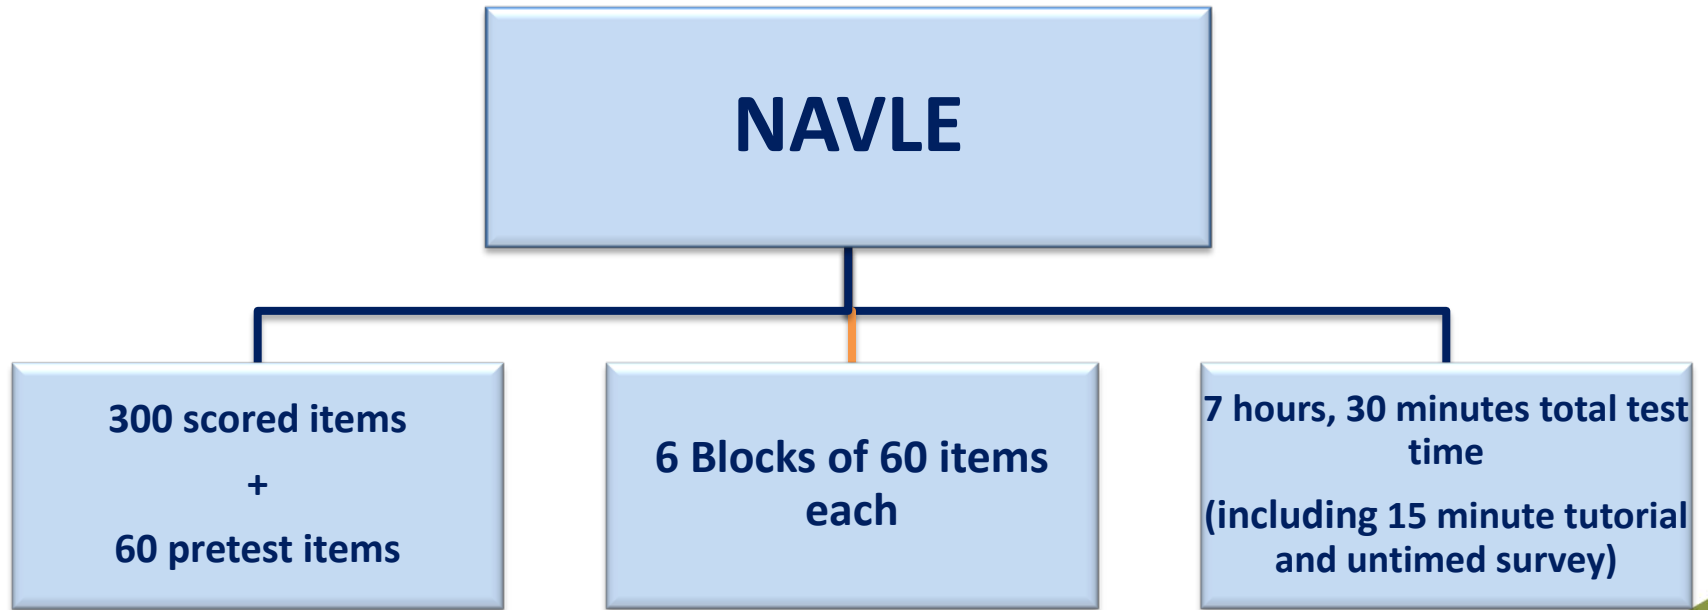 NAVLE
300 scored items
+
60 pretest items
6 Blocks of 60 items
each
7 hours, 30 minutes total test
time
(including 15 minute tutorial
and untimed survey)